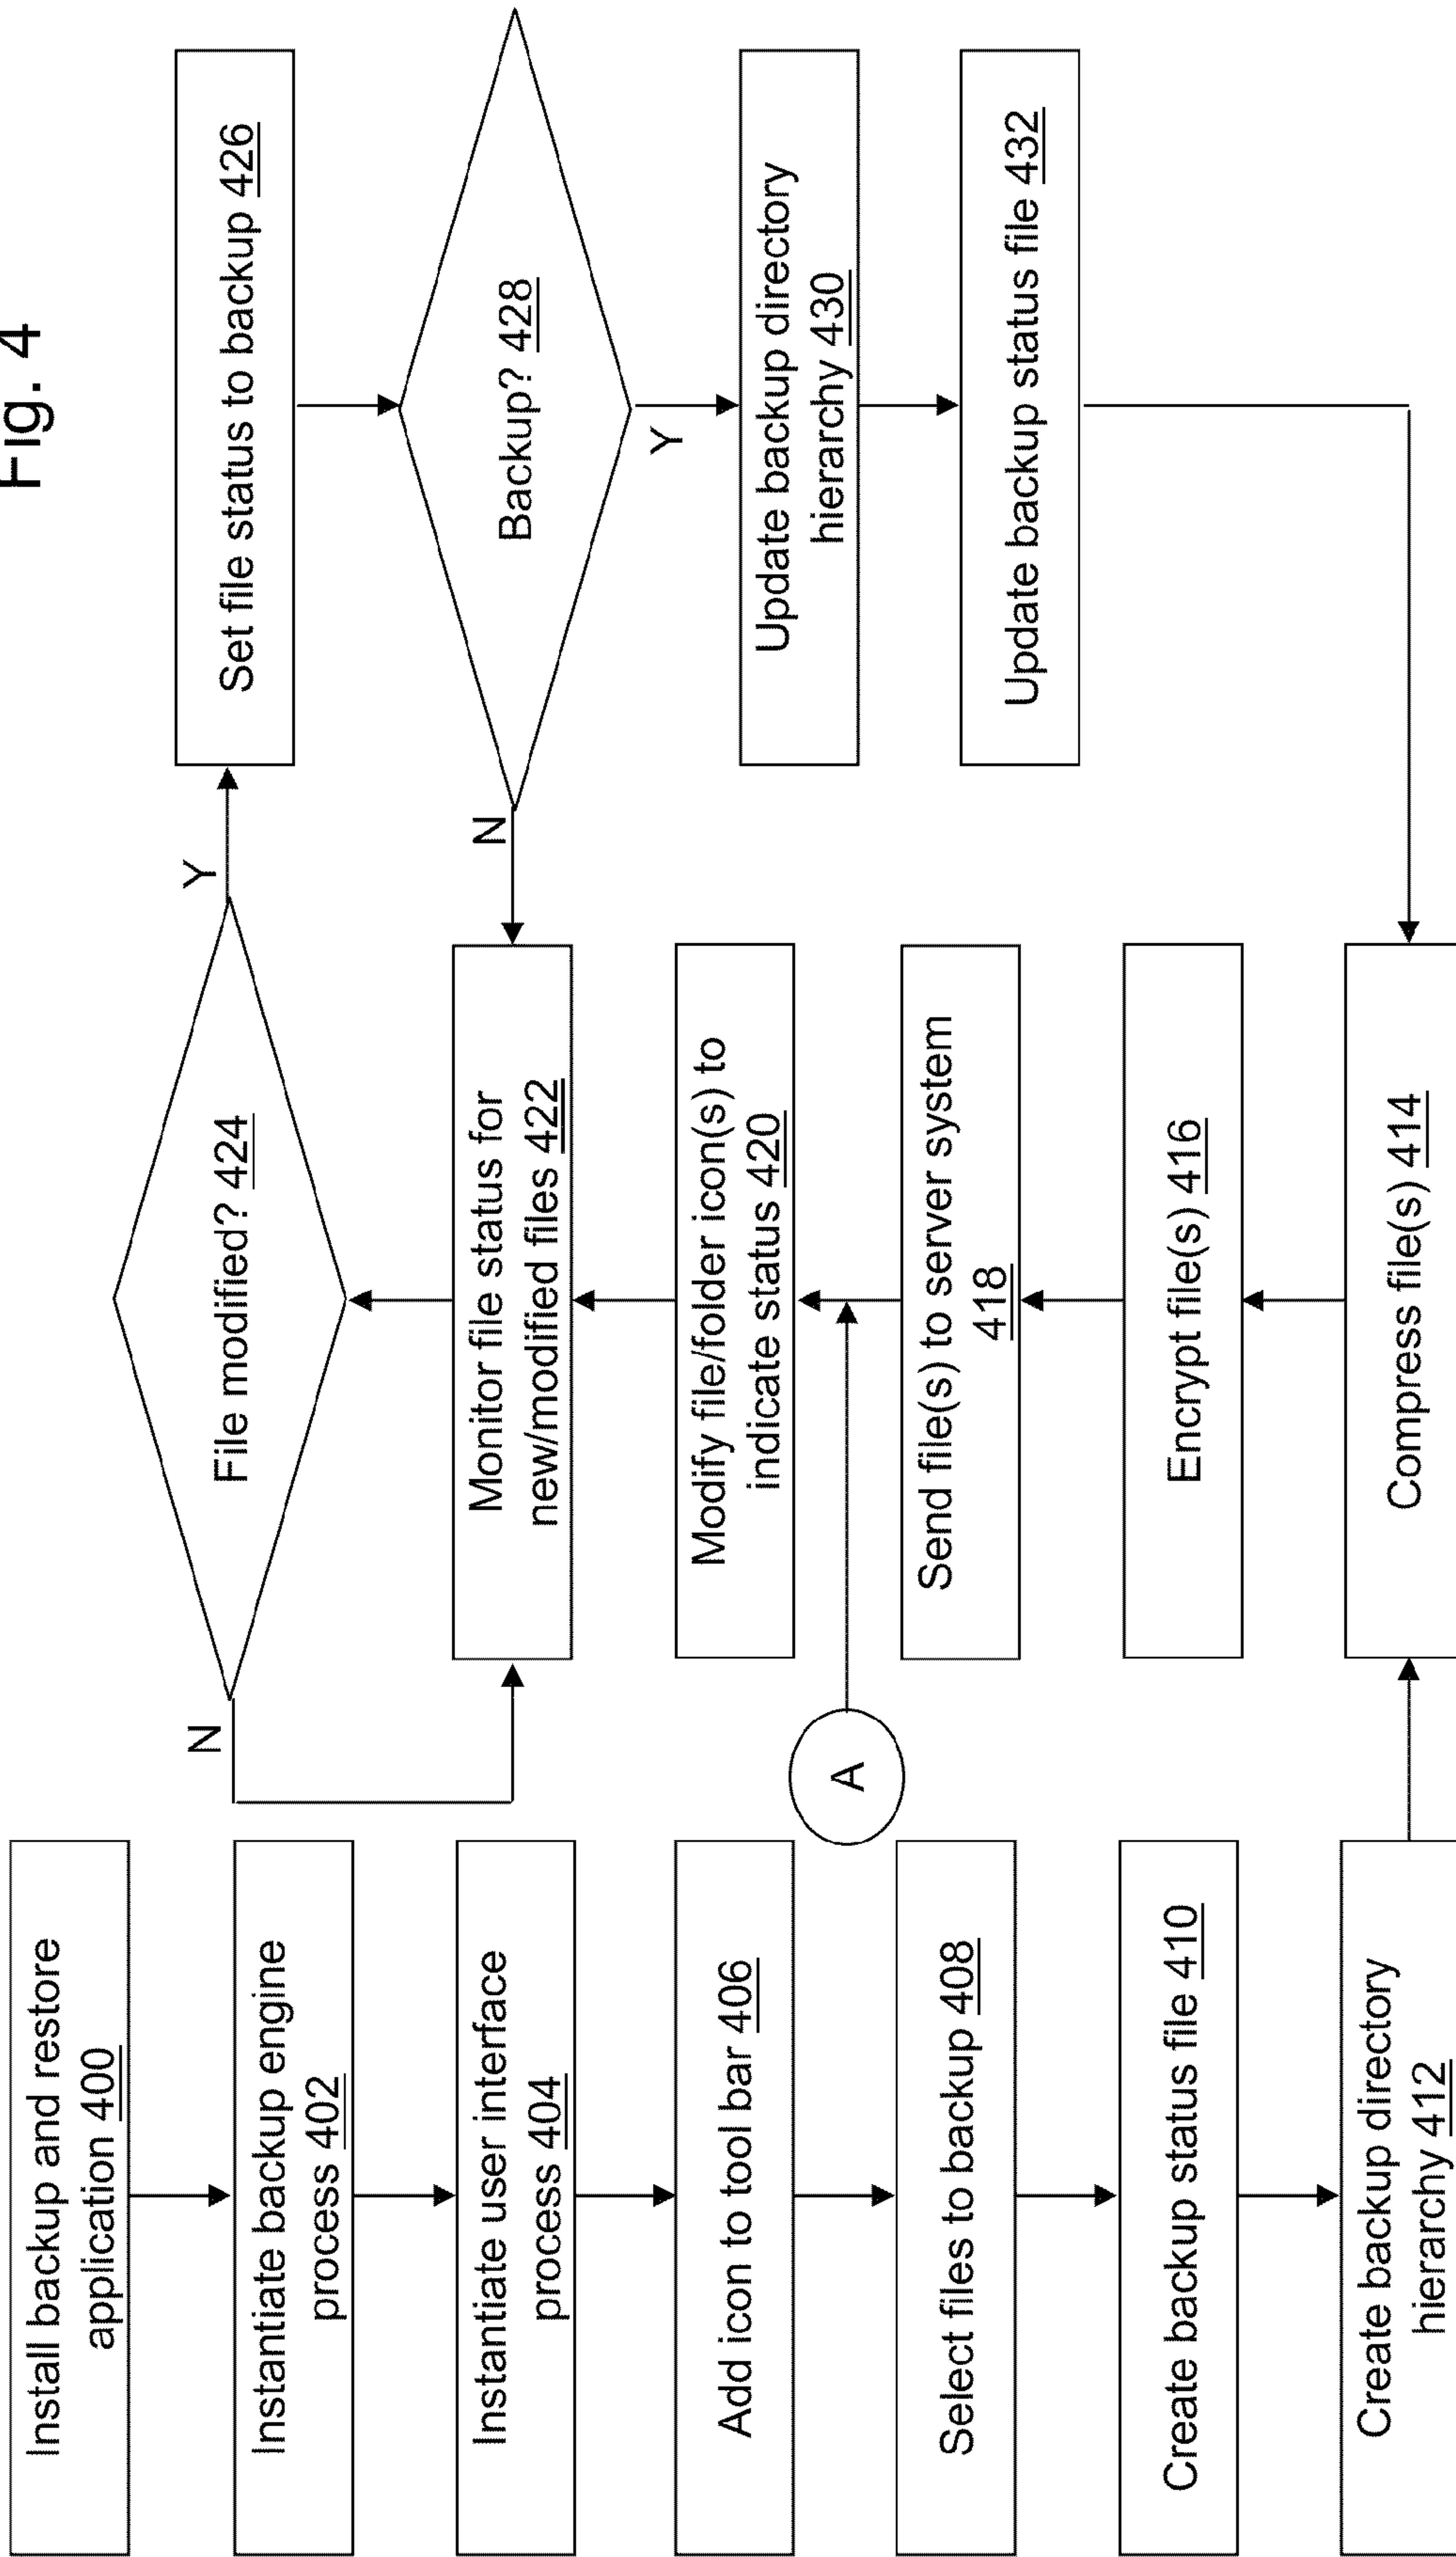 Fig. 4
Install backup and restore
application 400
Instantiate backup engine
process 402
Instantiate user interface
process 404
Add icon to tool bar 406
Select files to backup 408
Create backup status file 410
Create backup directory
hierarchy 412
N
File modified? 424
Y
Monitor file status for
new/modified files 422
Modify file/folder icon(s) to
indicate status 420
A
Send file(s) to server system
418
Encrypt file(s) 416
Compress file(s) 414
Set file status to backup 426
N
Backup? 428
Y
Update backup directory
hierarchy 430
Update backup status file 432